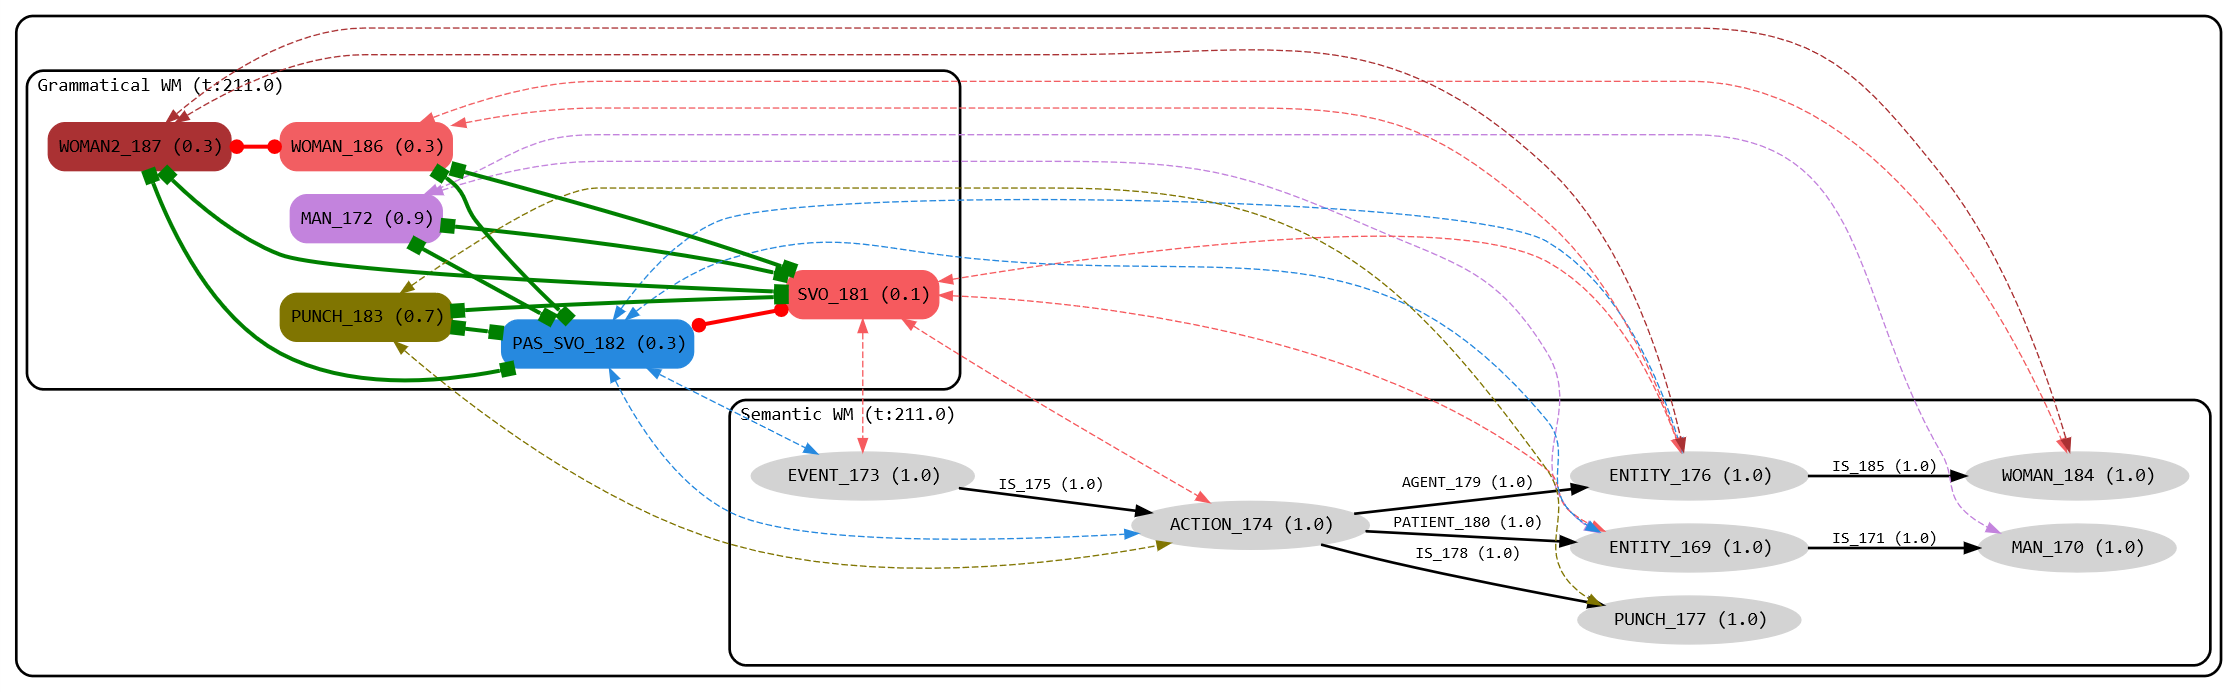 Grammatical WM (t:211.0)
WOMAN2_187 (0.3)
WOMAN_186 (0.3)
MAN_172 (0.9)
SVO_181 (0.1)
PUNCH_183 (0.7)
PAS_SVO_182 (0.3)
Semantic WM (t:211.0)
EVENT_173 (1.0)
IS_175 (1.0)
ACTION_174 (1.0)
AGENT_179 (1.0)
PATIENT_180 (1.0)
IS_178 (1.0)
ENTITY_176 (1.0)
IS_185 (1.0)
WOMAN_184 (1.0)
ENTITY_169 (1.0)
IS_171 (1.0)
MAN_170 (1.0)
PUNCH_177 (1.0)